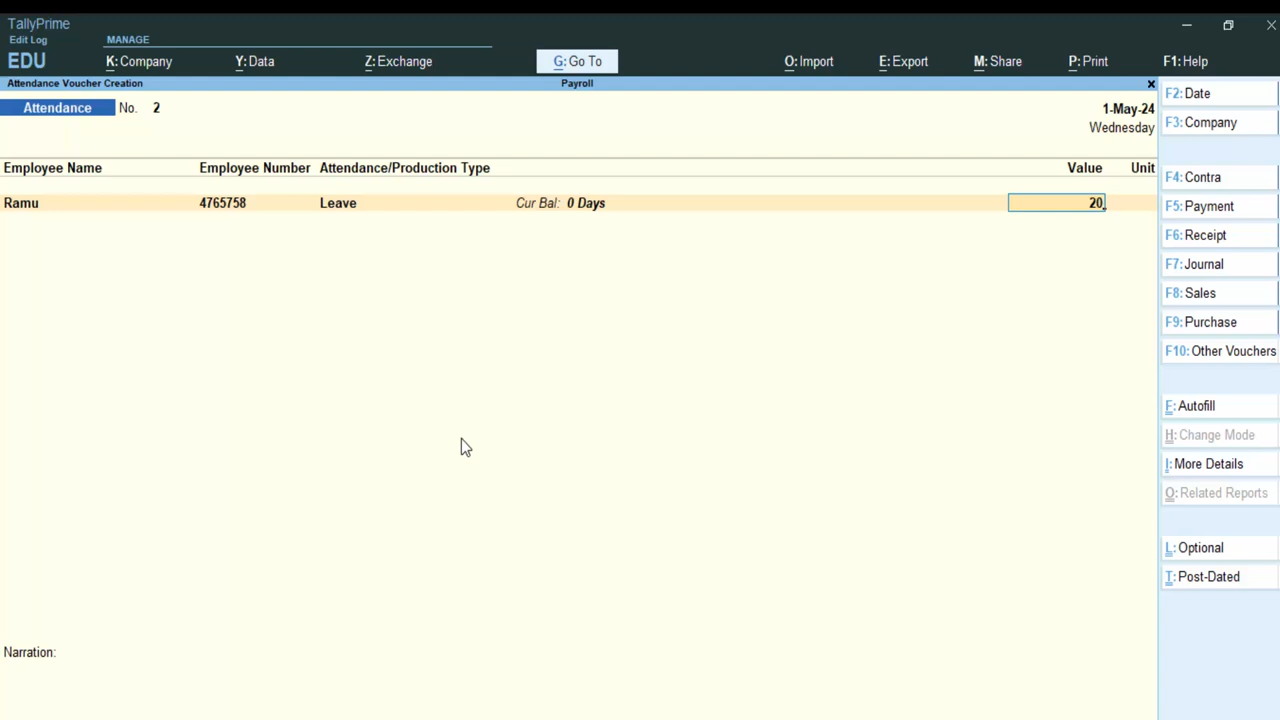 TallyPrime
Edit Log
MANAGE
EDU
K: Company
Y: Data
Z: Exchange
G: Go To
O: Import
E: Export
M: Share
P: Print
F1: Help
Attendance Voucher Creation
Payroll
x
Attendance No. 2
1-May-24
Wednesday
Employee Name Employee Number Attendance/Production Type Value Unit
Ramu 4765758 Leave Cur Bal: 0 Days 20
Narration:
F2: Date
F3: Company
F4: Contra
F5: Payment
F6: Receipt
F7: Journal
F8: Sales
F9: Purchase
F10: Other Vouchers
F: Autofill
H: Change Mode
I: More Details
O: Related Reports
L: Optional
T: Post-Dated